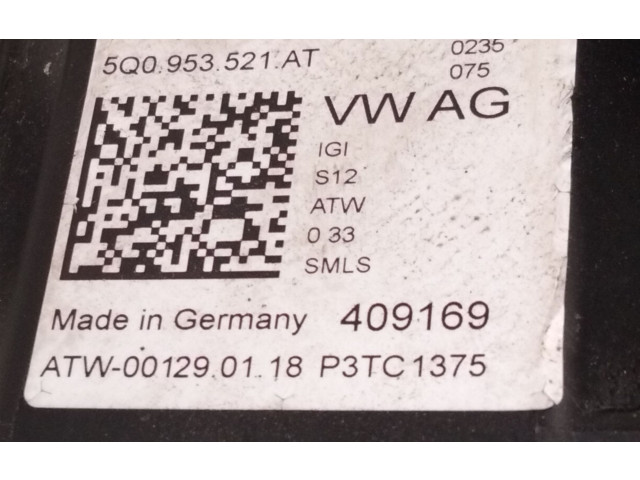 5Q0.953.521.AT
0235
075
VW AG
IGI
S12
ATW
0 33
SMLS
Made in Germany 409169
ATW-00129.01.18 P3TC1375